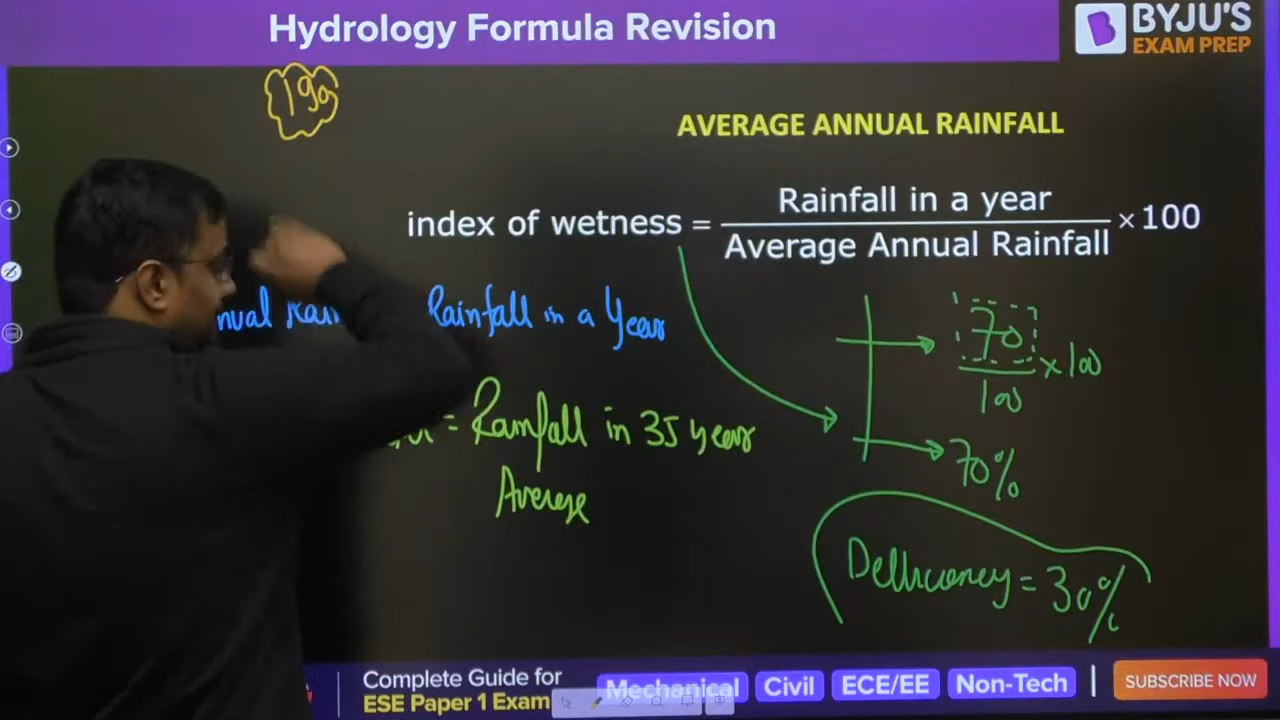 Hydrology Formula Revision
BYJU'S
EXAM PREP
199
AVERAGE ANNUAL RAINFALL
index of wetness = Rainfall in a year
Average Annual Rainfall × 100
Rainfall in a Year
70
100 × 100
= Rainfall in 35 years
Average
70%
= 30%
Complete Guide for
ESE Paper 1 Exam
Mechanical
Civil
ECE/EE
Non-Tech
SUBSCRIBE NOW